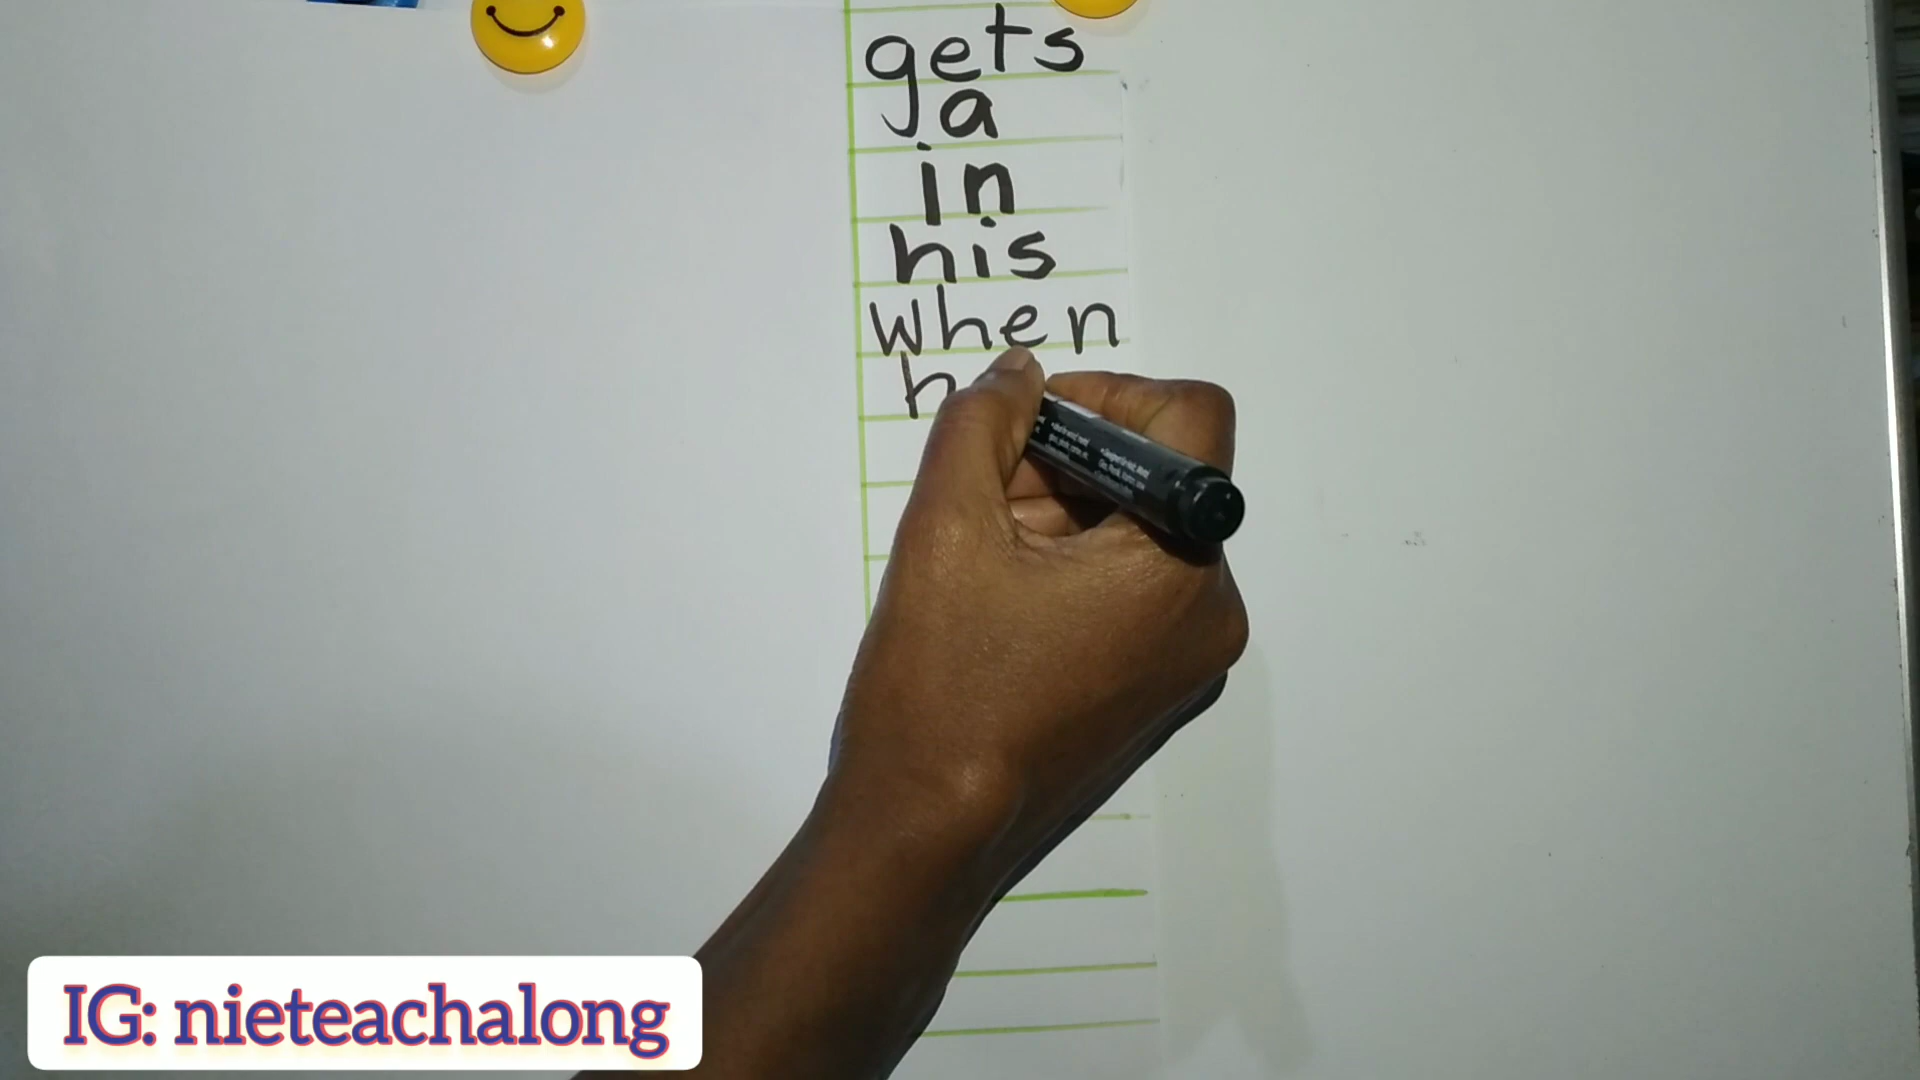 gets
a
in
his
when
IG: nieteachalong